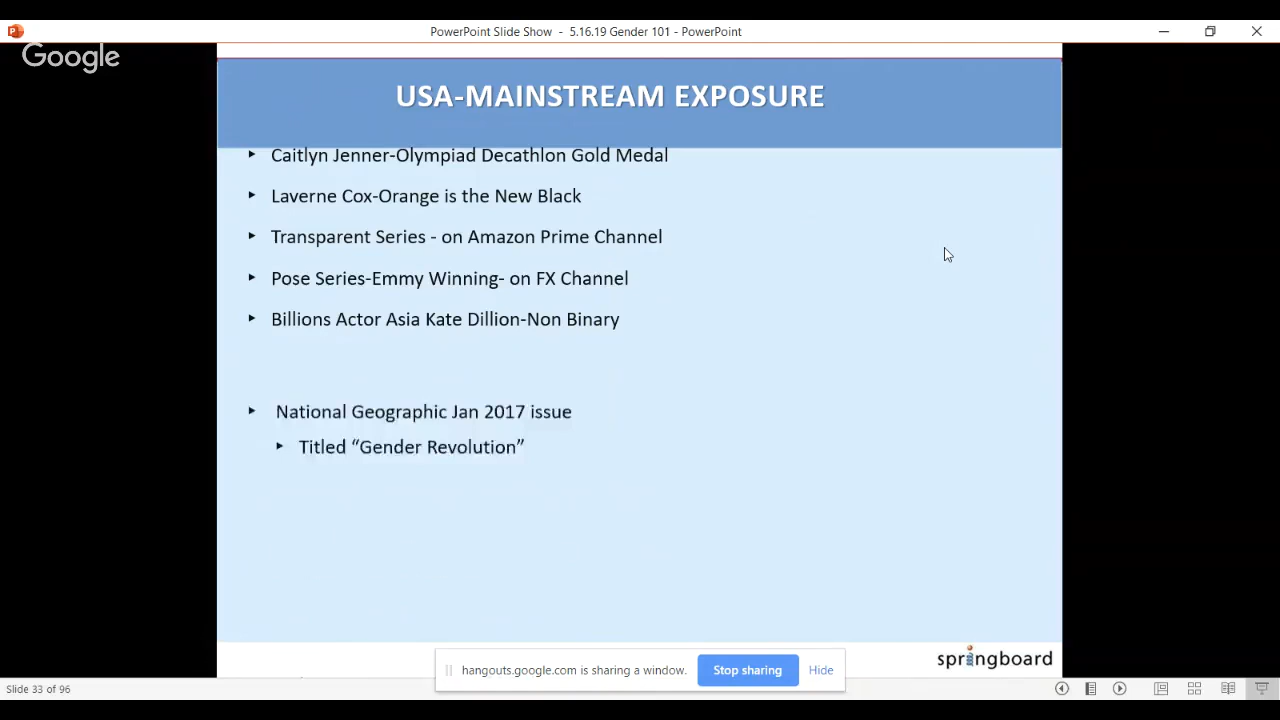 PowerPoint Slide Show - 5.16.19 Gender 101 - PowerPoint
Google
USA-MAINSTREAM EXPOSURE
Caitlyn Jenner-Olympiad Decathlon Gold Medal
Laverne Cox-Orange is the New Black
Transparent Series - on Amazon Prime Channel
Pose Series-Emmy Winning- on FX Channel
Billions Actor Asia Kate Dillion-Non Binary
National Geographic Jan 2017 issue
Titled “Gender Revolution”
springboard
hangouts.google.com is sharing a window.
Stop sharing
Hide
Slide 33 of 96